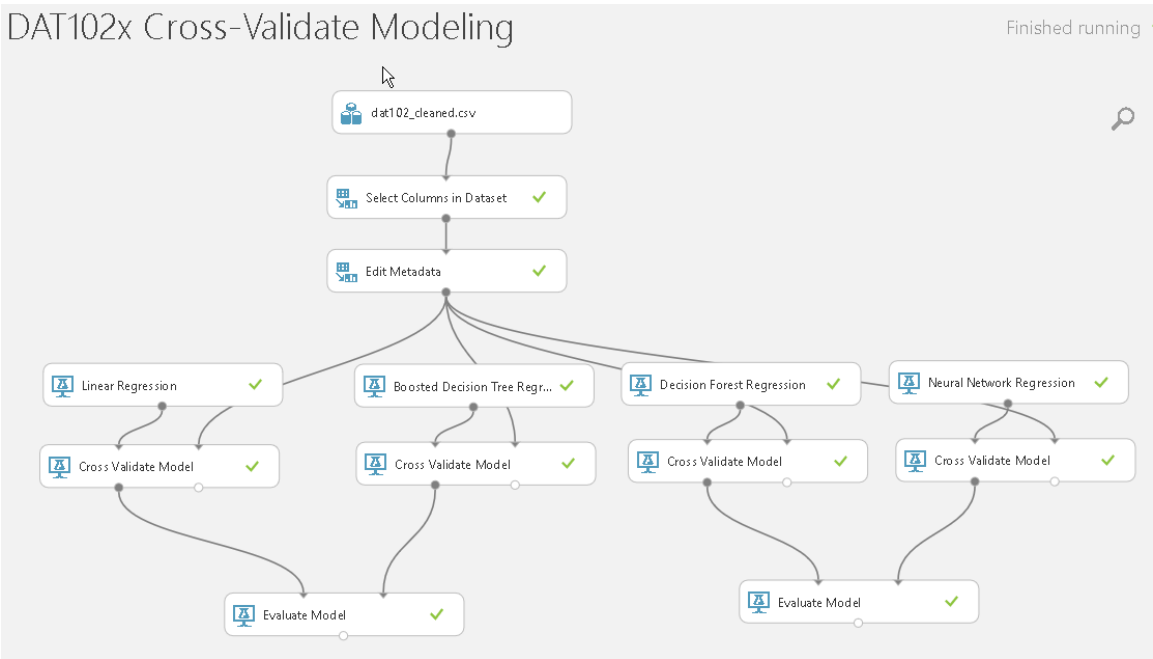 DAT102x Cross-Validate Modeling
Finished running
dat102_cleaned.csv
Select Columns in Dataset
Edit Metadata
Linear Regression
Boosted Decision Tree Regr...
Decision Forest Regression
Neural Network Regression
Cross Validate Model
Cross Validate Model
Cross Validate Model
Cross Validate Model
Evaluate Model
Evaluate Model